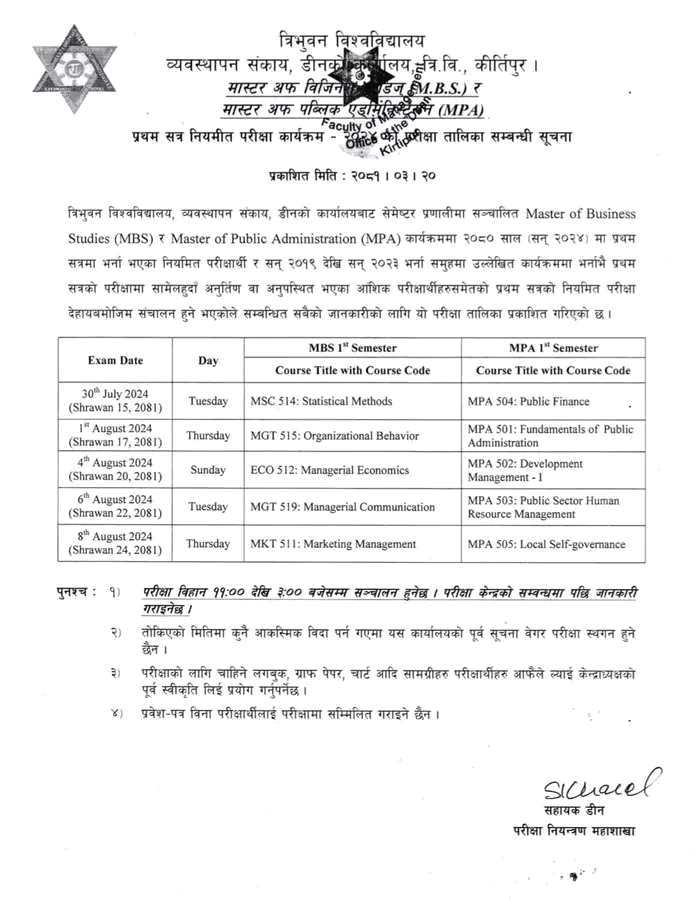 त्रिभुवन विश्वविद्यालय
व्यवस्थापन संकाय, डीनको कार्यालय, त्रि.वि., कीर्तिपुर ।
मास्टर अफ विजिनेश स्टडिज् (M.B.S.) र
मास्टर अफ पब्लिक एडमिनिष्ट्रेशन (MPA)
Faculty of Management
Office of the Dean
Kirtipur
प्रथम सत्र नियमीत परीक्षा कार्यक्रम - २०२४ को परीक्षा तालिका सम्बन्धी सूचना
प्रकाशित मिति : २०८१ । ०३ । २०
त्रिभुवन विश्वविद्यालय, व्यवस्थापन संकाय, डीनको कार्यालयबाट सेमेष्टर प्रणालीमा सञ्चालित Master of Business
Studies (MBS) र Master of Public Administration (MPA) कार्यक्रममा २०८० साल (सन् २०२४) मा प्रथम
सत्रमा भर्ना भएका नियमित परीक्षार्थी र सन् २०१९ देखि सन् २०२३ भर्ना समुहमा उल्लेखित कार्यक्रममा भर्नाभै प्रथम
सत्रको परीक्षामा सामेलहुदाँ अनुर्तिण वा अनुपस्थित भएका आंशिक परीक्षार्थीहरुसमेतको प्रथम सत्रको नियमित परीक्षा
देहायबमोजिम संचालन हुने भएकोले सम्बन्धित सबैको जानकारीको लागि यो परीक्षा तालिका प्रकाशित गरिएको छ ।
Exam Date Day MBS 1st Semester MPA 1st Semester
Course Title with Course Code Course Title with Course Code
30th July 2024 (Shrawan 15, 2081) Tuesday MSC 514: Statistical Methods MPA 504: Public Finance
1st August 2024 (Shrawan 17, 2081) Thursday MGT 515: Organizational Behavior MPA 501: Fundamentals of Public Administration
4th August 2024 (Shrawan 20, 2081) Sunday ECO 512: Managerial Economics MPA 502: Development Management - I
6th August 2024 (Shrawan 22, 2081) Tuesday MGT 519: Managerial Communication MPA 503: Public Sector Human Resource Management
8th August 2024 (Shrawan 24, 2081) Thursday MKT 511: Marketing Management MPA 505: Local Self-governance
पुनश्च : १) परीक्षा विहान ११:०० देखि ३:०० बजेसम्म सञ्चालन हुनेछ । परीक्षा केन्द्रको सम्वन्धमा पछि जानकारी
गराइनेछ ।
२) तोकिएको मितिमा कुनै आकस्मिक विदा पर्न गएमा यस कार्यालयको पूर्व सूचना वेगर परीक्षा स्थगन हुने
छैन ।
३) परीक्षाको लागि चाहिने लगबुक, ग्राफ पेपर, चार्ट आदि सामग्रीहरु परीक्षार्थीहरु आफैले ल्याई केन्द्राध्यक्षको
पूर्व स्वीकृति लिई प्रयोग गर्नुपर्नेछ ।
४) प्रवेश-पत्र विना परीक्षार्थीलाई परीक्षामा सम्मिलित गराइने छैन ।
सहायक डीन
परीक्षा नियन्त्रण महाशाखा